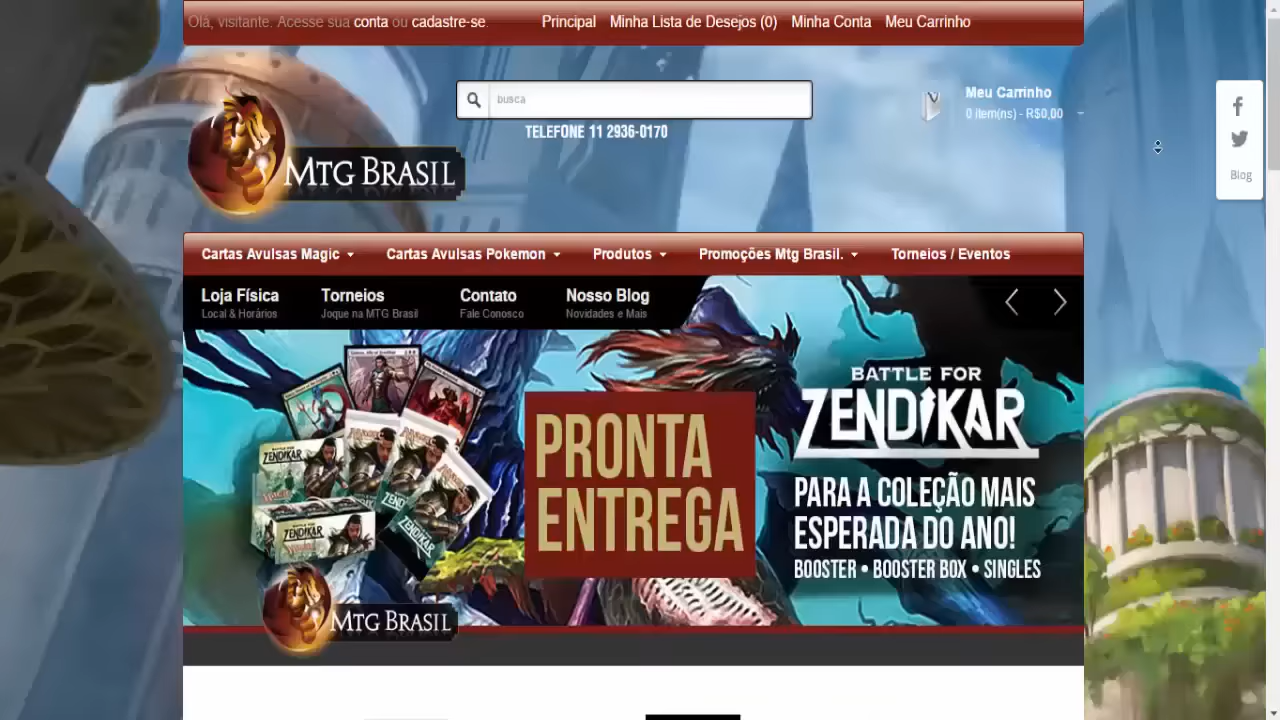 Olá, visitante. Acesse sua conta ou cadastre-se.
Principal Minha Lista de Desejos (0) Minha Conta Meu Carrinho
busca
TELEFONE 11 2936-0170
Meu Carrinho
0 item(ns) - R$0,00
Blog
MTG BRASIL
Cartas Avulsas Magic Cartas Avulsas Pokemon Produtos Promoções Mtg Brasil. Torneios / Eventos
Loja Física Torneios Contato Nosso Blog
Local & Horários Joque na MTG Brasil Fale Conosco Novidades e Mais
BATTLE FOR
ZENDIKAR
PRONTA
ENTREGA
PARA A COLEÇÃO MAIS
ESPERADA DO ANO!
BOOSTER • BOOSTER BOX • SINGLES
ZENDIKAR
ZENDIKAR
ZENDIKAR
MTG BRASIL